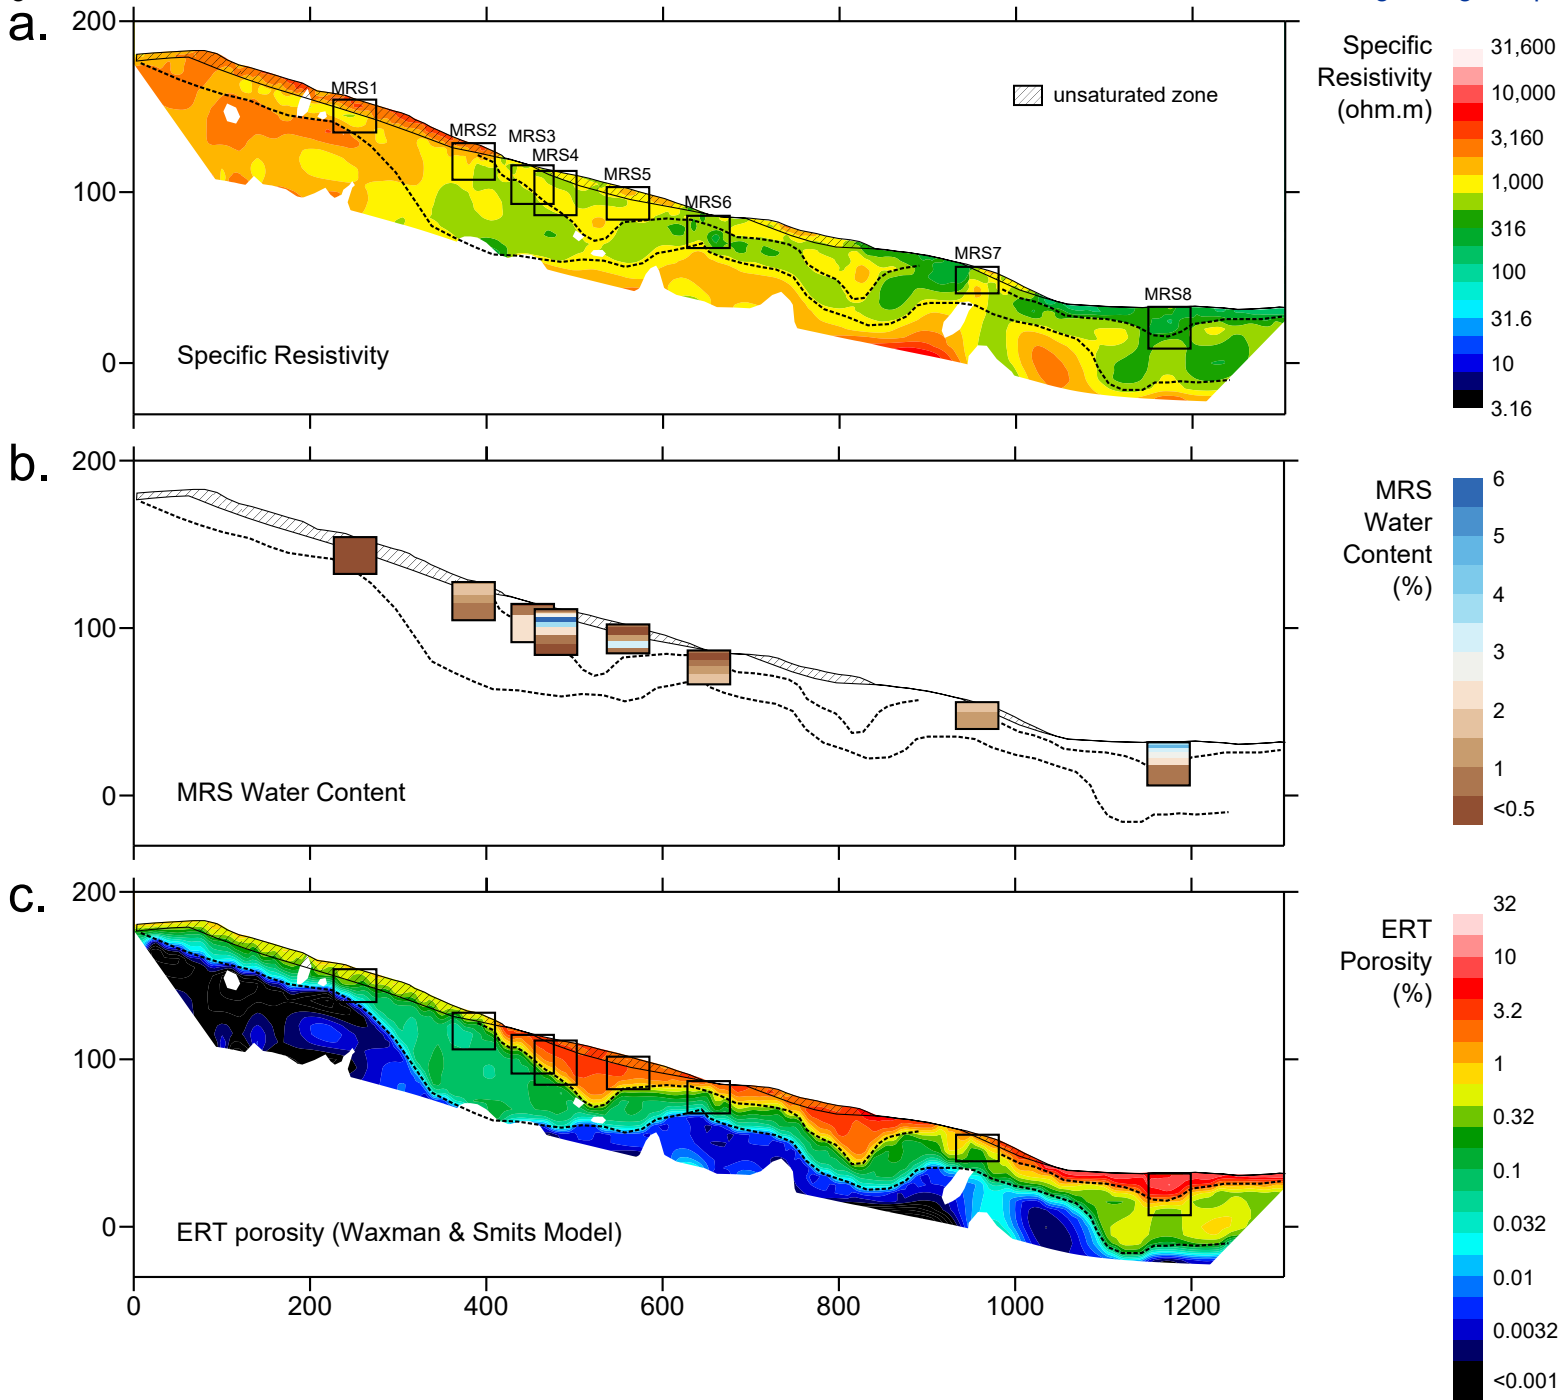 a.
200
100
0
MRS1
MRS2
MRS3
MRS4
MRS5
MRS6
MRS7
MRS8
unsaturated zone
Specific Resistivity
Specific
Resistivity
(ohm.m)
31,600
10,000
3,160
1,000
316
100
31.6
10
3.16
b.
200
100
0
MRS Water Content
MRS
Water
Content
(%)
6
5
4
3
2
1
<0.5
c.
200
100
0
ERT porosity (Waxman & Smits Model)
0
200
400
600
800
1000
1200
ERT
Porosity
(%)
32
10
3.2
1
0.32
0.1
0.032
0.01
0.0032
<0.001